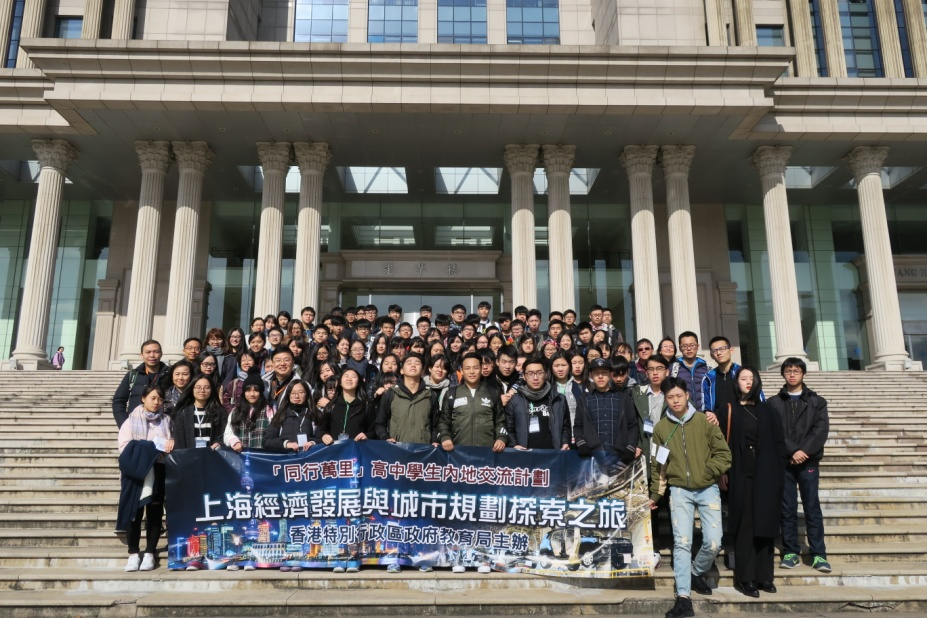 「同行萬里」高中學生內地交流計劃
上海經濟發展與城市規劃探索之旅
香港特別行政區政府教育局主辦